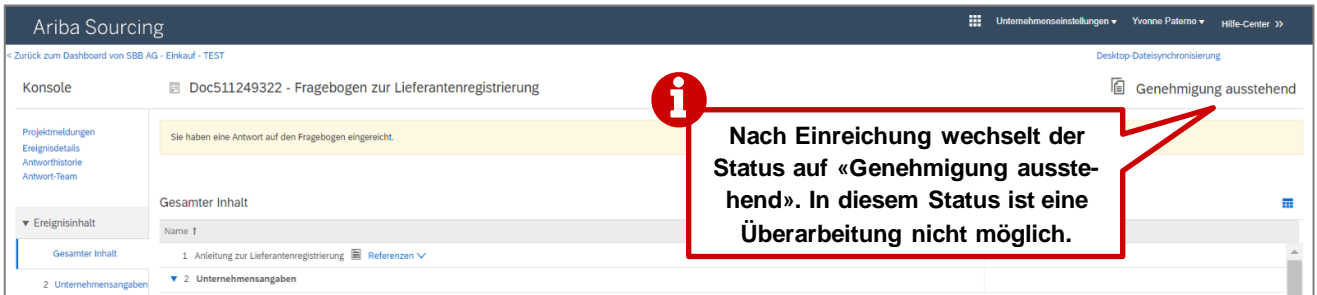 Ariba Sourcing
Unternehmenseinstellungen ▾ Yvonne Paterno ▾ Hilfe-Center »
< Zurück zum Dashboard von SBB AG - Einkauf - TEST
Desktop-Dateisynchronisierung
Konsole
Doc511249322 - Fragebogen zur Lieferantenregistrierung
Genehmigung ausstehend
Projektmeldungen
Ereignisdetails
Antworthistorie
Antwort-Team
Sie haben eine Antwort auf den Fragebogen eingereicht.
i
Nach Einreichung wechselt der
Status auf «Genehmigung ausste-
hend». In diesem Status ist eine
Überarbeitung nicht möglich.
Gesamter Inhalt
▼ Ereignisinhalt
Name ↑
Gesamter Inhalt
1 Anleitung zur Lieferantenregistrierung Referenzen
2 Unternehmensangaben
▼ 2 Unternehmensangaben